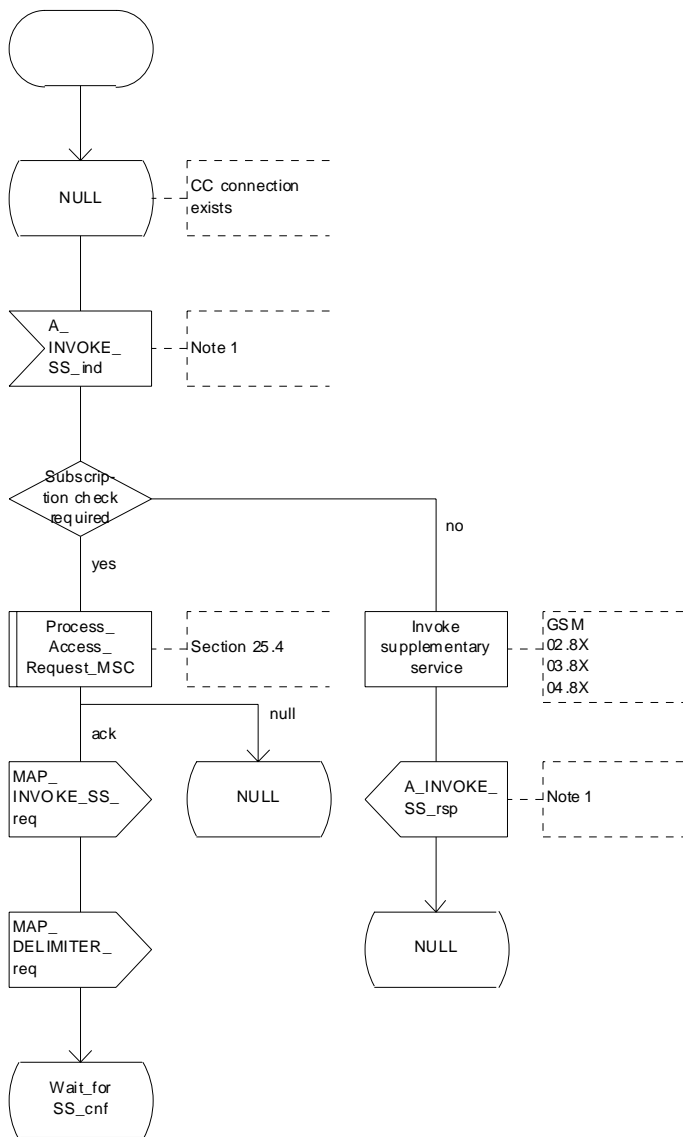 NULL
CC connection
exists
A_
INVOKE_
SS_ind
Note 1
Subscrip-
tion check
required
no
yes
Process_
Access_
Request_MSC
Section 25.4
Invoke
supplementary
service
GSM
02.8X
03.8X
04.8X
null
ack
MAP_
INVOKE_SS_
req
NULL
A_INVOKE_
SS_rsp
Note 1
MAP_
DELIMITER_
req
NULL
Wait_for
SS_cnf